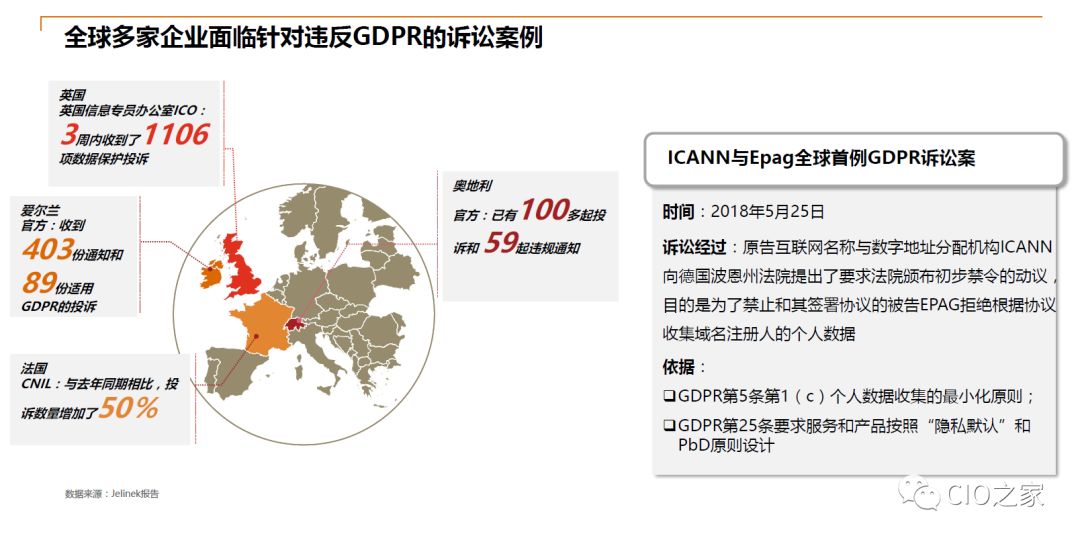 全球多家企业面临针对违反GDPR的诉讼案例
英国
英国信息专员办公室ICO：
3周内收到了1106
项数据保护投诉
爱尔兰
官方：收到
403份通知和
89份适用
GDPR的投诉
法国
CNIL：与去年同期相比，投
诉数量增加了50%
奥地利
官方：已有100多起投
诉和 59起违规通知
ICANN与Epag全球首例GDPR诉讼案
时间：2018年5月25日
诉讼经过：原告互联网名称与数字地址分配机构ICANN
向德国波恩州法院提出了要求法院颁布初步禁令的动议，
目的是为了禁止和其签署协议的被告EPAG拒绝根据协议
收集域名注册人的个人数据
依据：
❑GDPR第5条第1（c）个人数据收集的最小化原则；
❑GDPR第25条要求服务和产品按照“隐私默认”和
PbD原则设计
数据来源：Jelinek报告
CIO之家